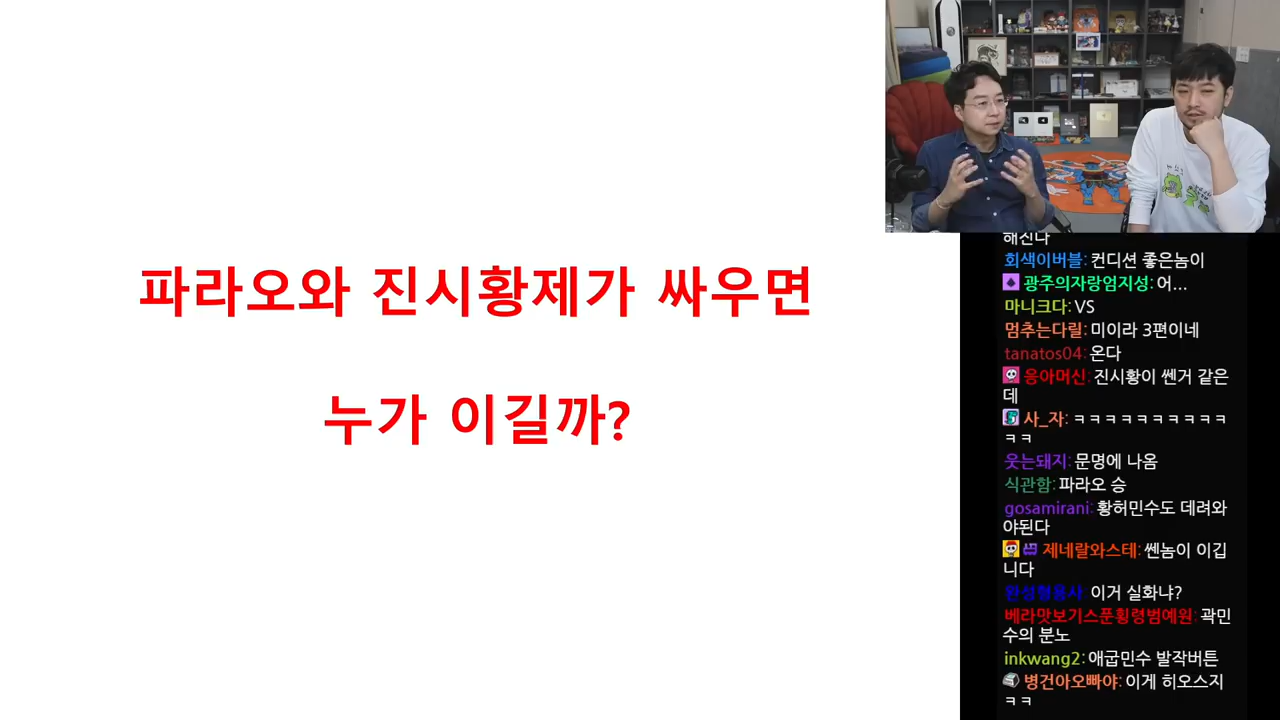 파라오와 진시황제가 싸우면
누가 이길까?
해진다
회색이버블: 컨디션 좋은놈이
광주의자랑엄지성: 어...
마니크다: VS
멈추는다릴: 미이라 3편이네
tanatos04: 온다
응아머신: 진시황이 쎈거 같은
데
사_자: ㅋㅋㅋㅋㅋㅋㅋㅋㅋㅋ
ㅋㅋ
웃는돼지: 문명에 나옴
식관함: 파라오 승
gosamirani: 황허민수도 데려와
야된다
제네랄와스테: 쎈놈이 이깁
니다
완성형용사: 이거 실화냐?
베라맛보기스푼횡령범예원: 곽민
수의 분노
inkwang2: 애굽민수 발작버튼
병건아오빠야: 이게 히오스지
ㅋㅋ